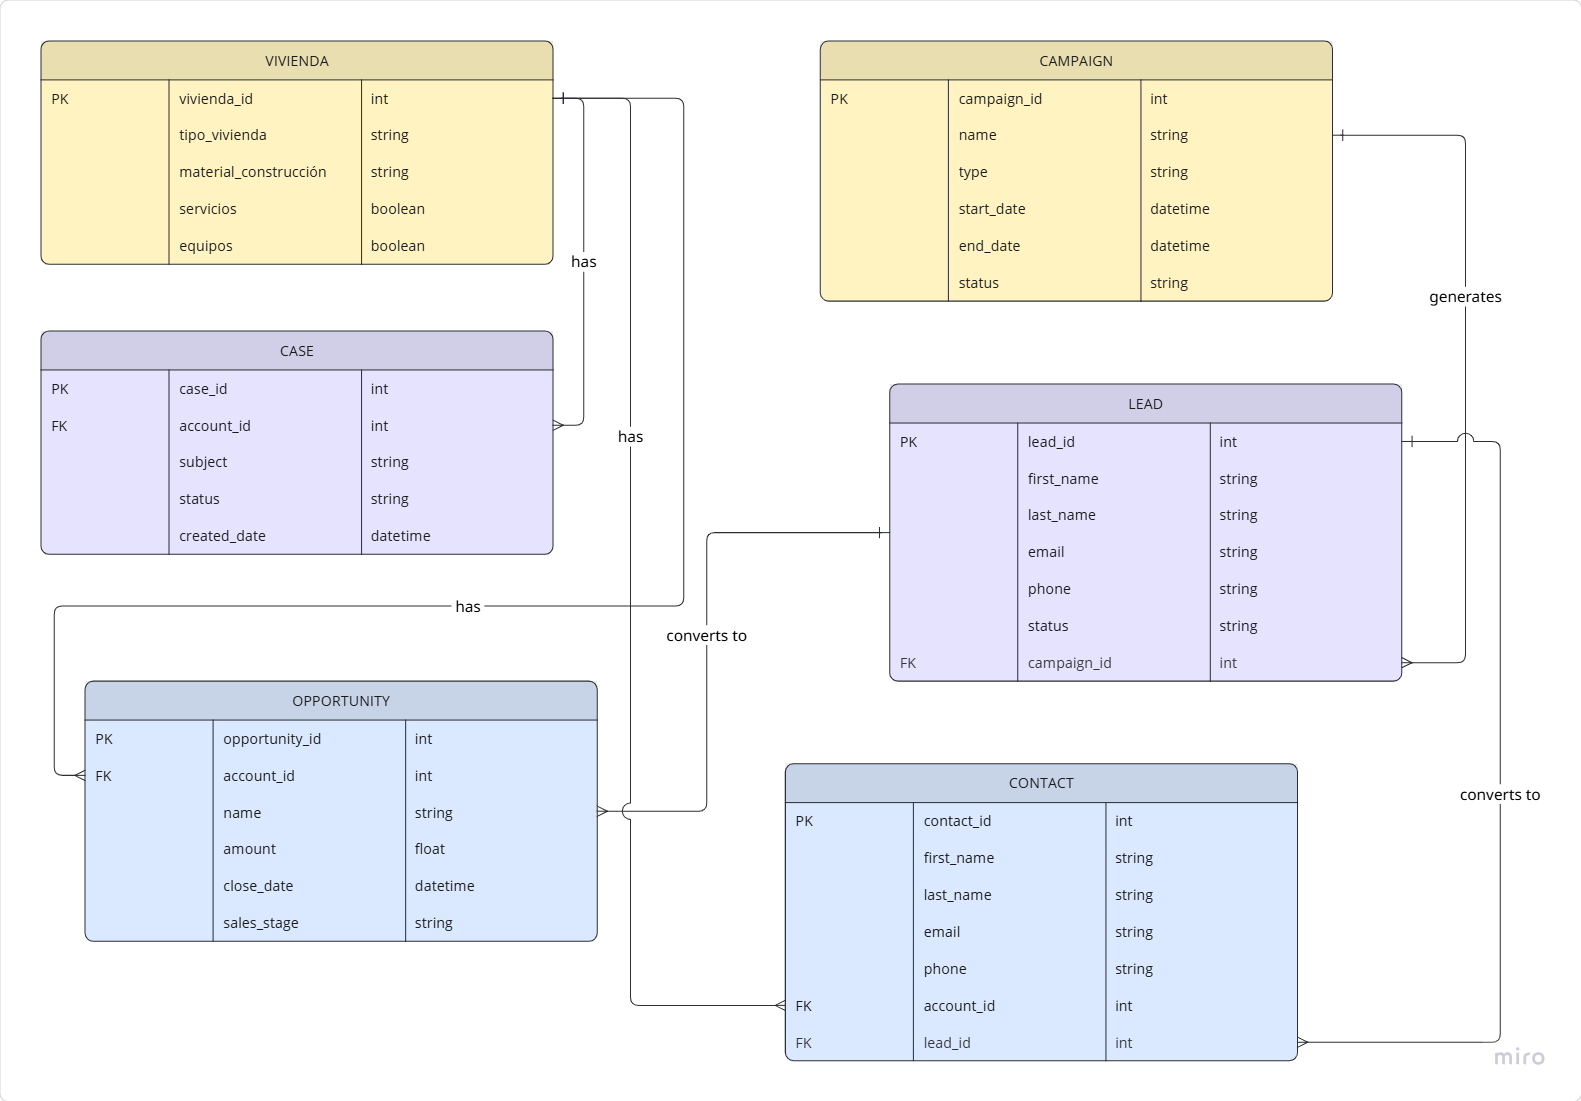 VIVIENDA
PK vivienda_id int
tipo_vivienda string
material_construcción string
servicios boolean
equipos boolean
CAMPAIGN
PK campaign_id int
name string
type string
start_date datetime
end_date datetime
status string
has
generates
CASE
PK case_id int
FK account_id int
subject string
status string
created_date datetime
has
LEAD
PK lead_id int
first_name string
last_name string
email string
phone string
status string
FK campaign_id int
has
converts to
OPPORTUNITY
PK opportunity_id int
FK account_id int
name string
amount float
close_date datetime
sales_stage string
CONTACT
PK contact_id int
first_name string
last_name string
email string
phone string
FK account_id int
FK lead_id int
converts to
miro